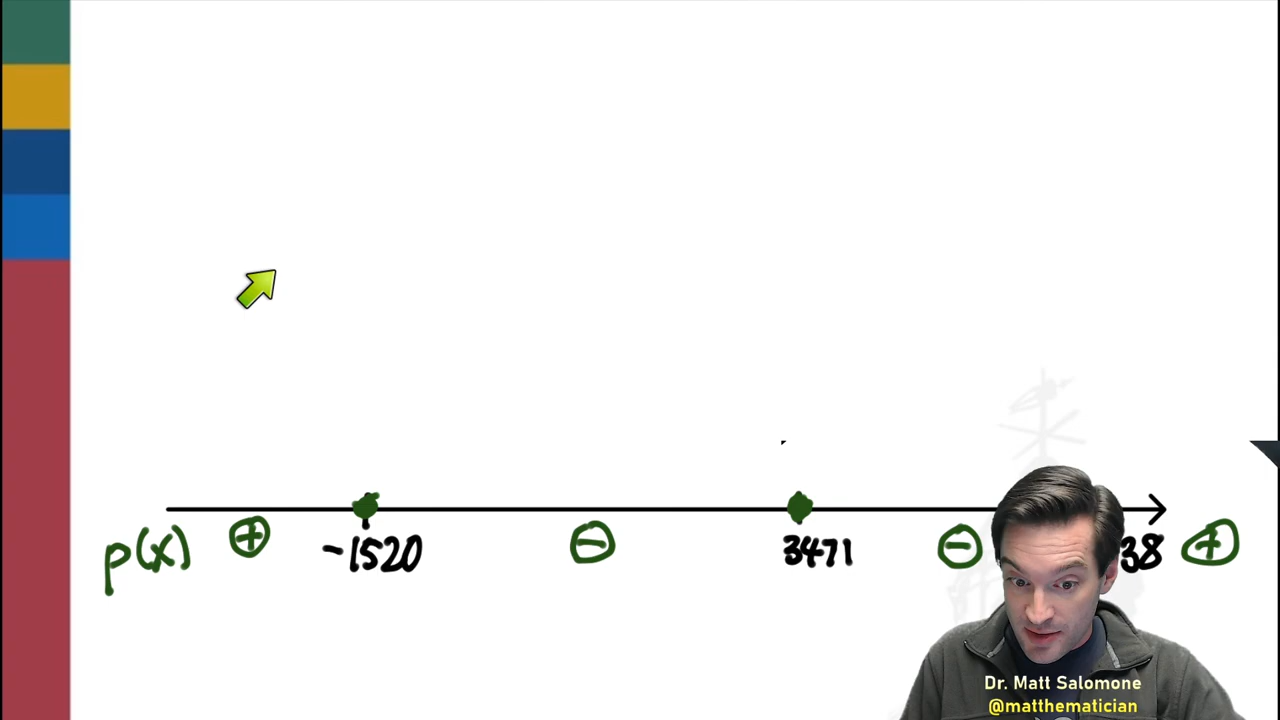 p(x) ⊕ -1520 ⊖ 3471 ⊖ 38 ⊕
Dr. Matt Salomone
@matthematician